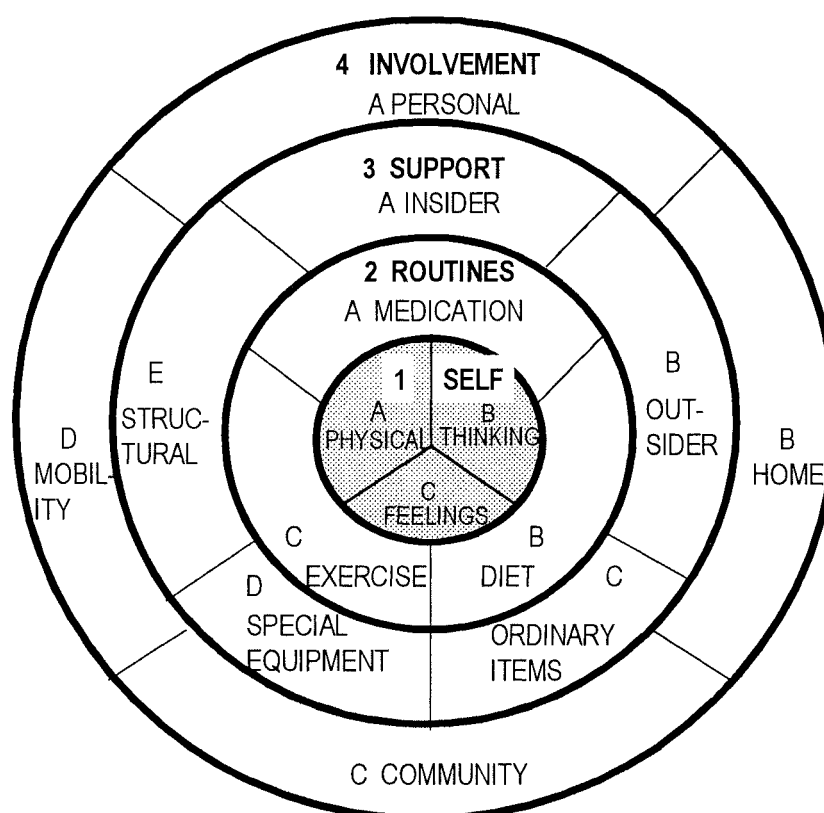 4 INVOLVEMENT
A PERSONAL
3 SUPPORT
A INSIDER
2 ROUTINES
A MEDICATION
1 SELF
A
PHYSICAL
B
THINKING
C
FEELINGS
B
OUT-
SIDER
B
HOME
E
STRUC-
TURAL
D
MOBIL-
ITY
C
EXERCISE
B
DIET
D
SPECIAL
EQUIPMENT
C
ORDINARY
ITEMS
C COMMUNITY